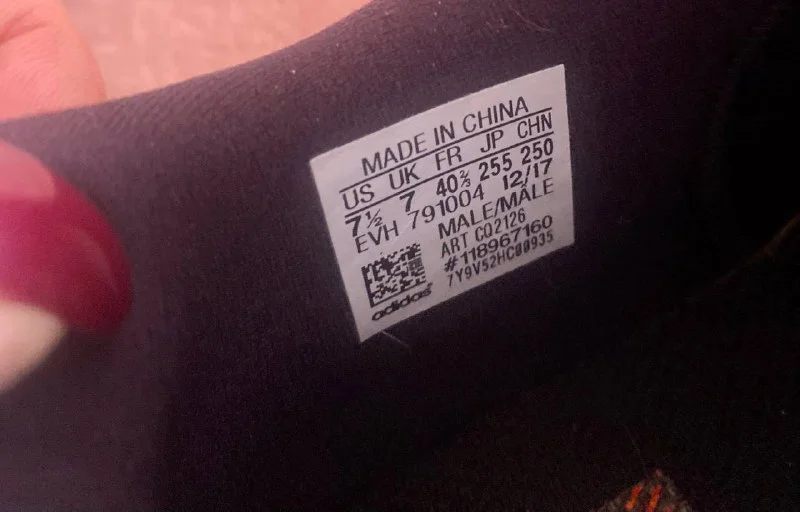 MADE IN CHINA
US UK FR JP CHN
7½ 7 40⅔ 255 250
EVH 791004 12/17
MALE/MÂLE
ART CQ2126
#118967160
7Y9V52HC00935
adidas